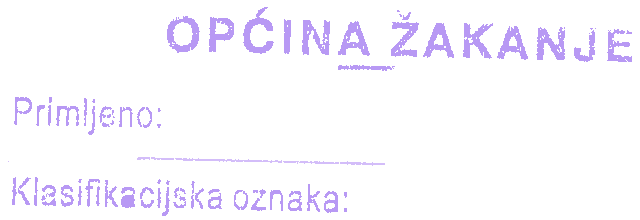 OPĆINA ŽAKANJE
Primljeno:
Klasifikacijska oznaka: